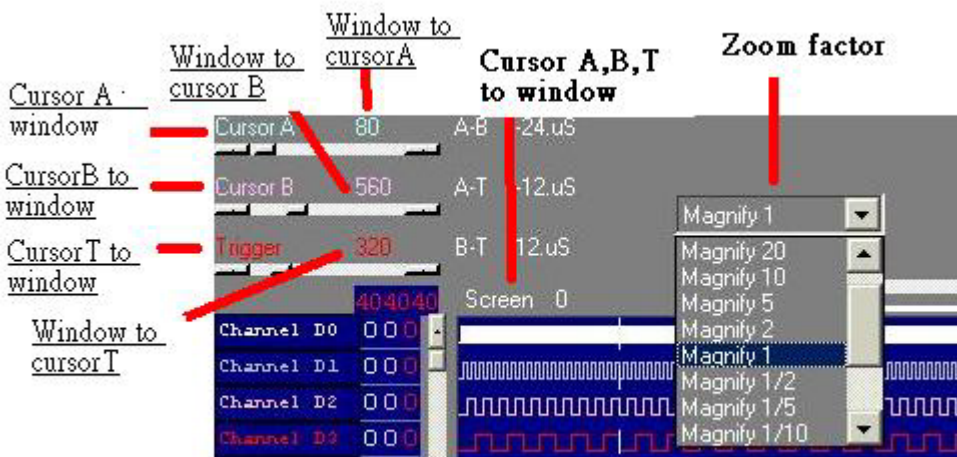 Window to
cursorA
Window to
cursor B
Cursor A,B,T
to window
Zoom factor
Cursor A
window
Cursor A 80 A-B -24.uS
CursorB to
window
Cursor B 560 A-T -12.uS
Magnify 1
CursorT to
window
Trigger 320 B-T 12.uS
Magnify 20
Magnify 10
Magnify 5
Magnify 2
Magnify 1
Magnify 1/2
Magnify 1/5
Magnify 1/10
404040 Screen 0
Window to
cursorT
Channel D0 000
Channel D1 000
Channel D2 000
Channel D3 000